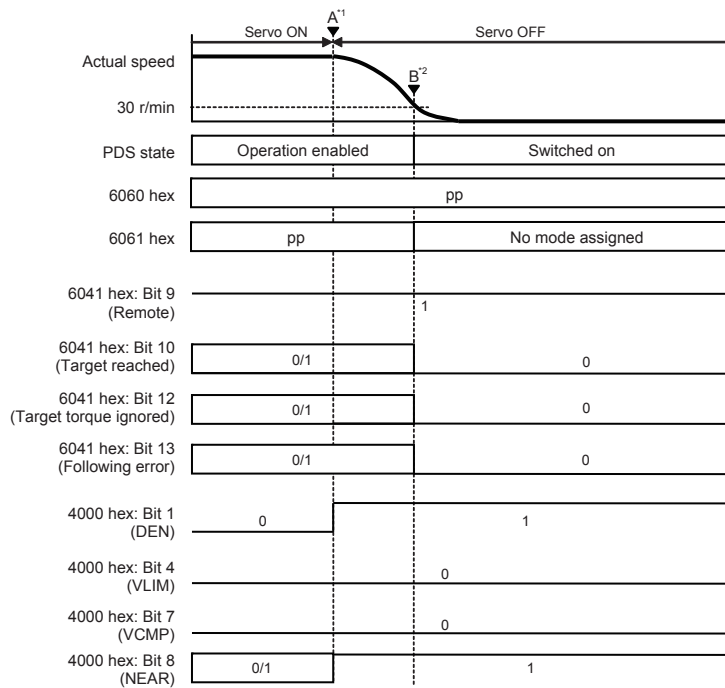 A*1
Servo ON Servo OFF
Actual speed
B*2
30 r/min
PDS state Operation enabled Switched on
6060 hex pp
6061 hex pp No mode assigned
6041 hex: Bit 9
(Remote)
1
6041 hex: Bit 10
(Target reached)
0/1 0
6041 hex: Bit 12
(Target torque ignored)
0/1 0
6041 hex: Bit 13
(Following error)
0/1 0
4000 hex: Bit 1
(DEN)
0 1
4000 hex: Bit 4
(VLIM)
0
4000 hex: Bit 7
(VCMP)
0
4000 hex: Bit 8
(NEAR)
0/1 1